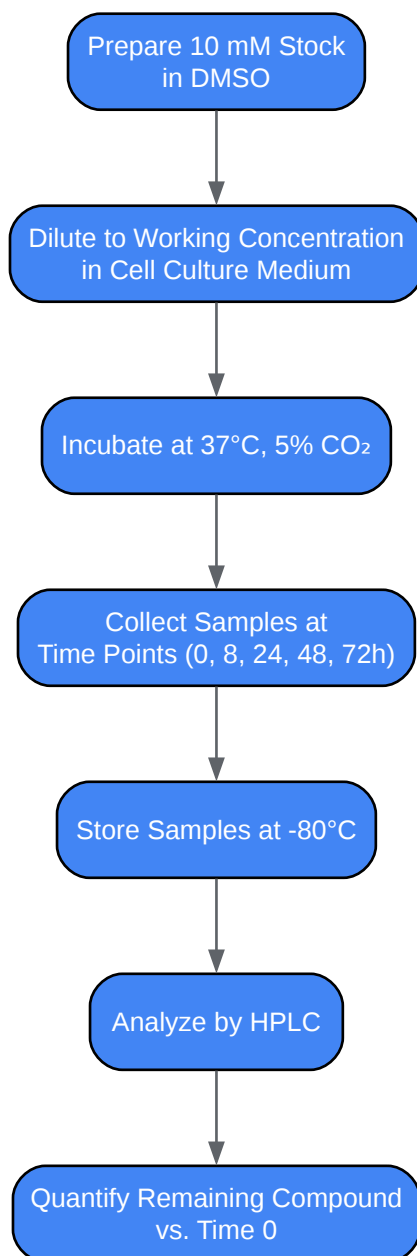 Prepare 10 mM Stock
in DMSO
Dilute to Working Concentration
in Cell Culture Medium
Incubate at 37°C, 5% CO₂
Collect Samples at
Time Points (0, 8, 24, 48, 72h)
Store Samples at -80°C
Analyze by HPLC
Quantify Remaining Compound
vs. Time 0